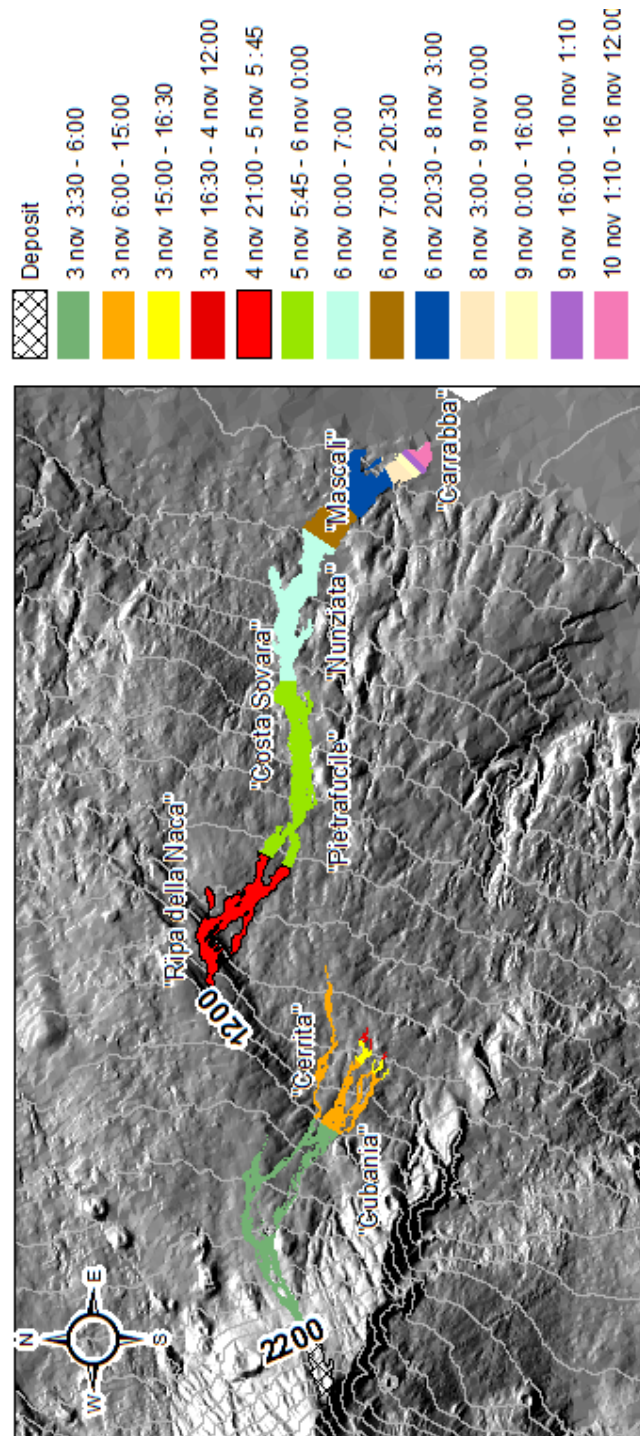 Deposit
3 nov 3:30 - 6:00
3 nov 6:00 - 15:00
3 nov 15:00 - 16:30
3 nov 16:30 - 4 nov 12:00
4 nov 21:00 - 5 nov 5:45
5 nov 5:45 - 6 nov 0:00
6 nov 0:00 - 7:00
6 nov 7:00 - 20:30
6 nov 20:30 - 8 nov 3:00
8 nov 3:00 - 9 nov 0:00
9 nov 0:00 - 16:00
9 nov 16:00 - 10 nov 1:10
10 nov 1:10 - 16 nov 12:00
N
W
E
S
2200
1200
"Ripa della Naca"
"Costa Sovara"
"Cerrita"
"Cubania"
"Pietrafucile"
"Nunziata"
"Mascali"
"Carrabba"